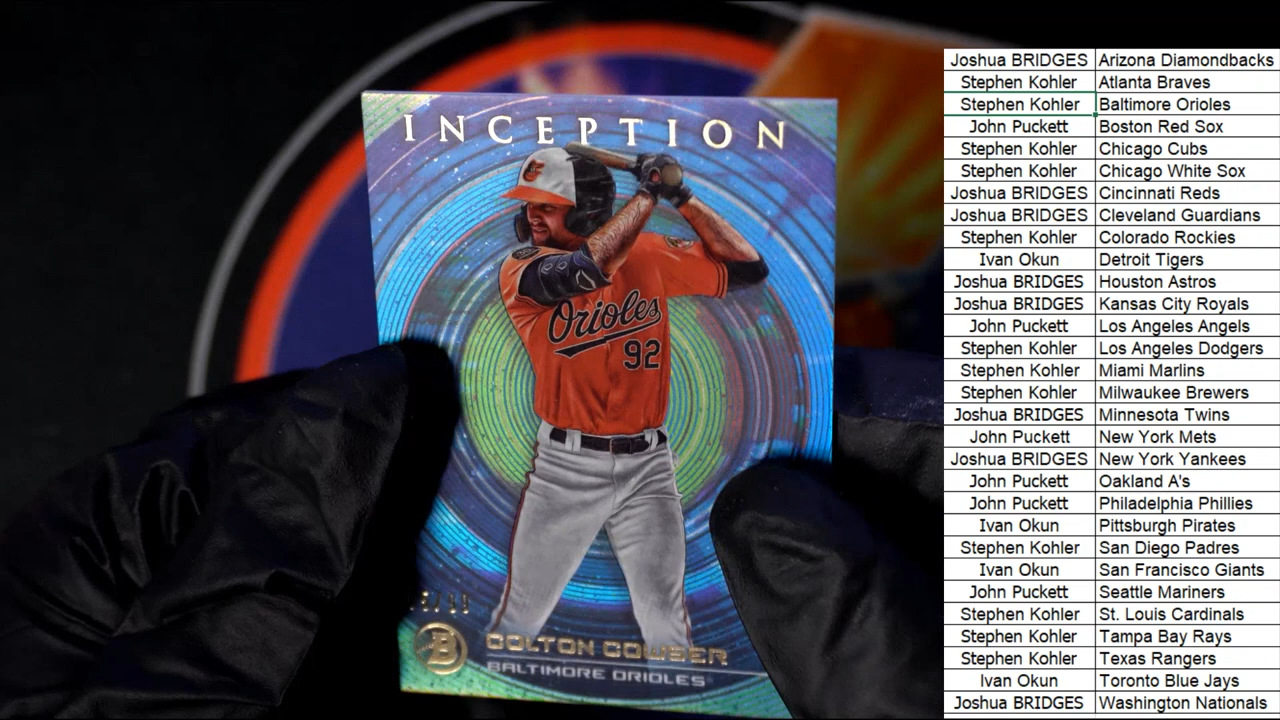 INCEPTION
Orioles
92
COLTON COWSER
BALTIMORE ORIOLES
B
Joshua BRIDGES Arizona Diamondbacks
Stephen Kohler Atlanta Braves
Stephen Kohler Baltimore Orioles
John Puckett Boston Red Sox
Stephen Kohler Chicago Cubs
Stephen Kohler Chicago White Sox
Joshua BRIDGES Cincinnati Reds
Joshua BRIDGES Cleveland Guardians
Stephen Kohler Colorado Rockies
Ivan Okun Detroit Tigers
Joshua BRIDGES Houston Astros
Joshua BRIDGES Kansas City Royals
John Puckett Los Angeles Angels
Stephen Kohler Los Angeles Dodgers
Stephen Kohler Miami Marlins
Stephen Kohler Milwaukee Brewers
Joshua BRIDGES Minnesota Twins
John Puckett New York Mets
Joshua BRIDGES New York Yankees
John Puckett Oakland A's
John Puckett Philadelphia Phillies
Ivan Okun Pittsburgh Pirates
Stephen Kohler San Diego Padres
Ivan Okun San Francisco Giants
John Puckett Seattle Mariners
Stephen Kohler St. Louis Cardinals
Stephen Kohler Tampa Bay Rays
Stephen Kohler Texas Rangers
Ivan Okun Toronto Blue Jays
Joshua BRIDGES Washington Nationals